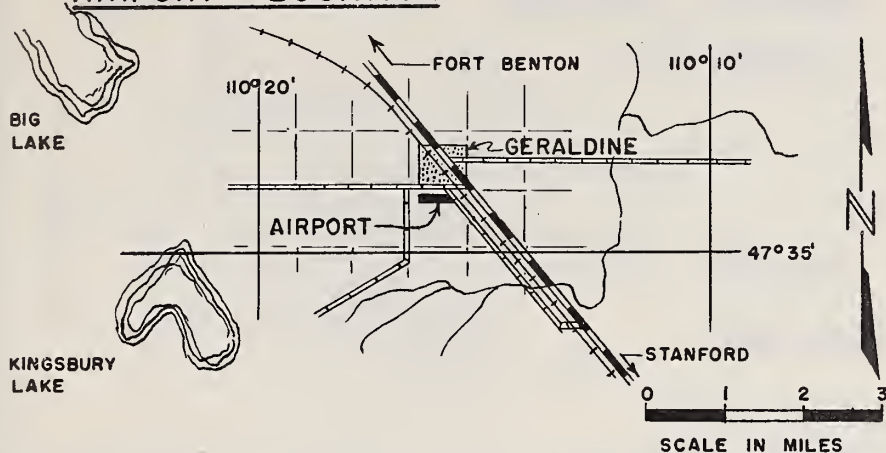 FORT BENTON
110° 10'
110° 20'
BIG
LAKE
GERALDINE
AIRPORT
N
47° 35'
KINGSBURY
LAKE
STANFORD
0 1 2 3
SCALE IN MILES